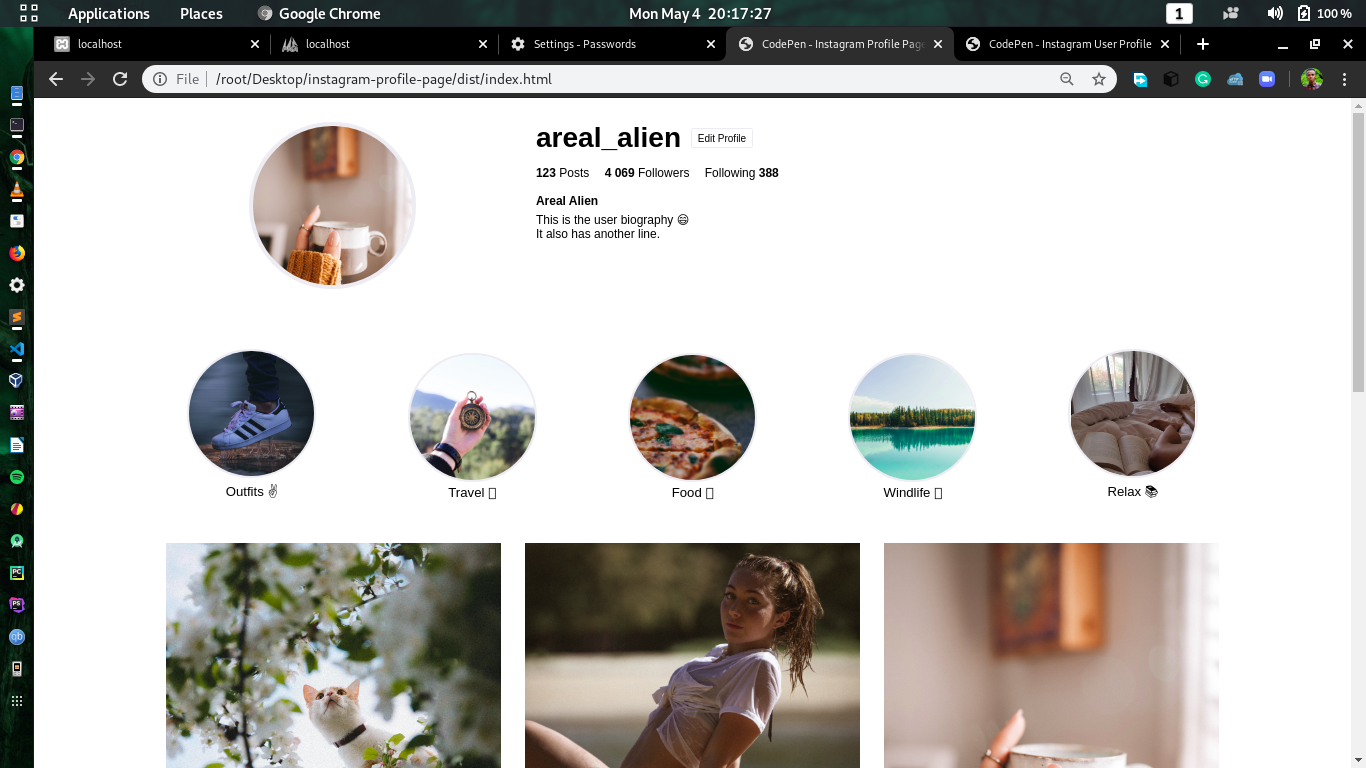 Applications Places Google Chrome Mon May 4 20:17:27 1 100 %
localhost localhost Settings - Passwords CodePen - Instagram Profile Pag CodePen - Instagram User Profile
File /root/Desktop/instagram-profile-page/dist/index.html
areal_alien Edit Profile
123 Posts 4 069 Followers Following 388
Areal Alien
This is the user biography 😄
It also has another line.
Outfits ✌ Travel Food Windlife Relax 📚